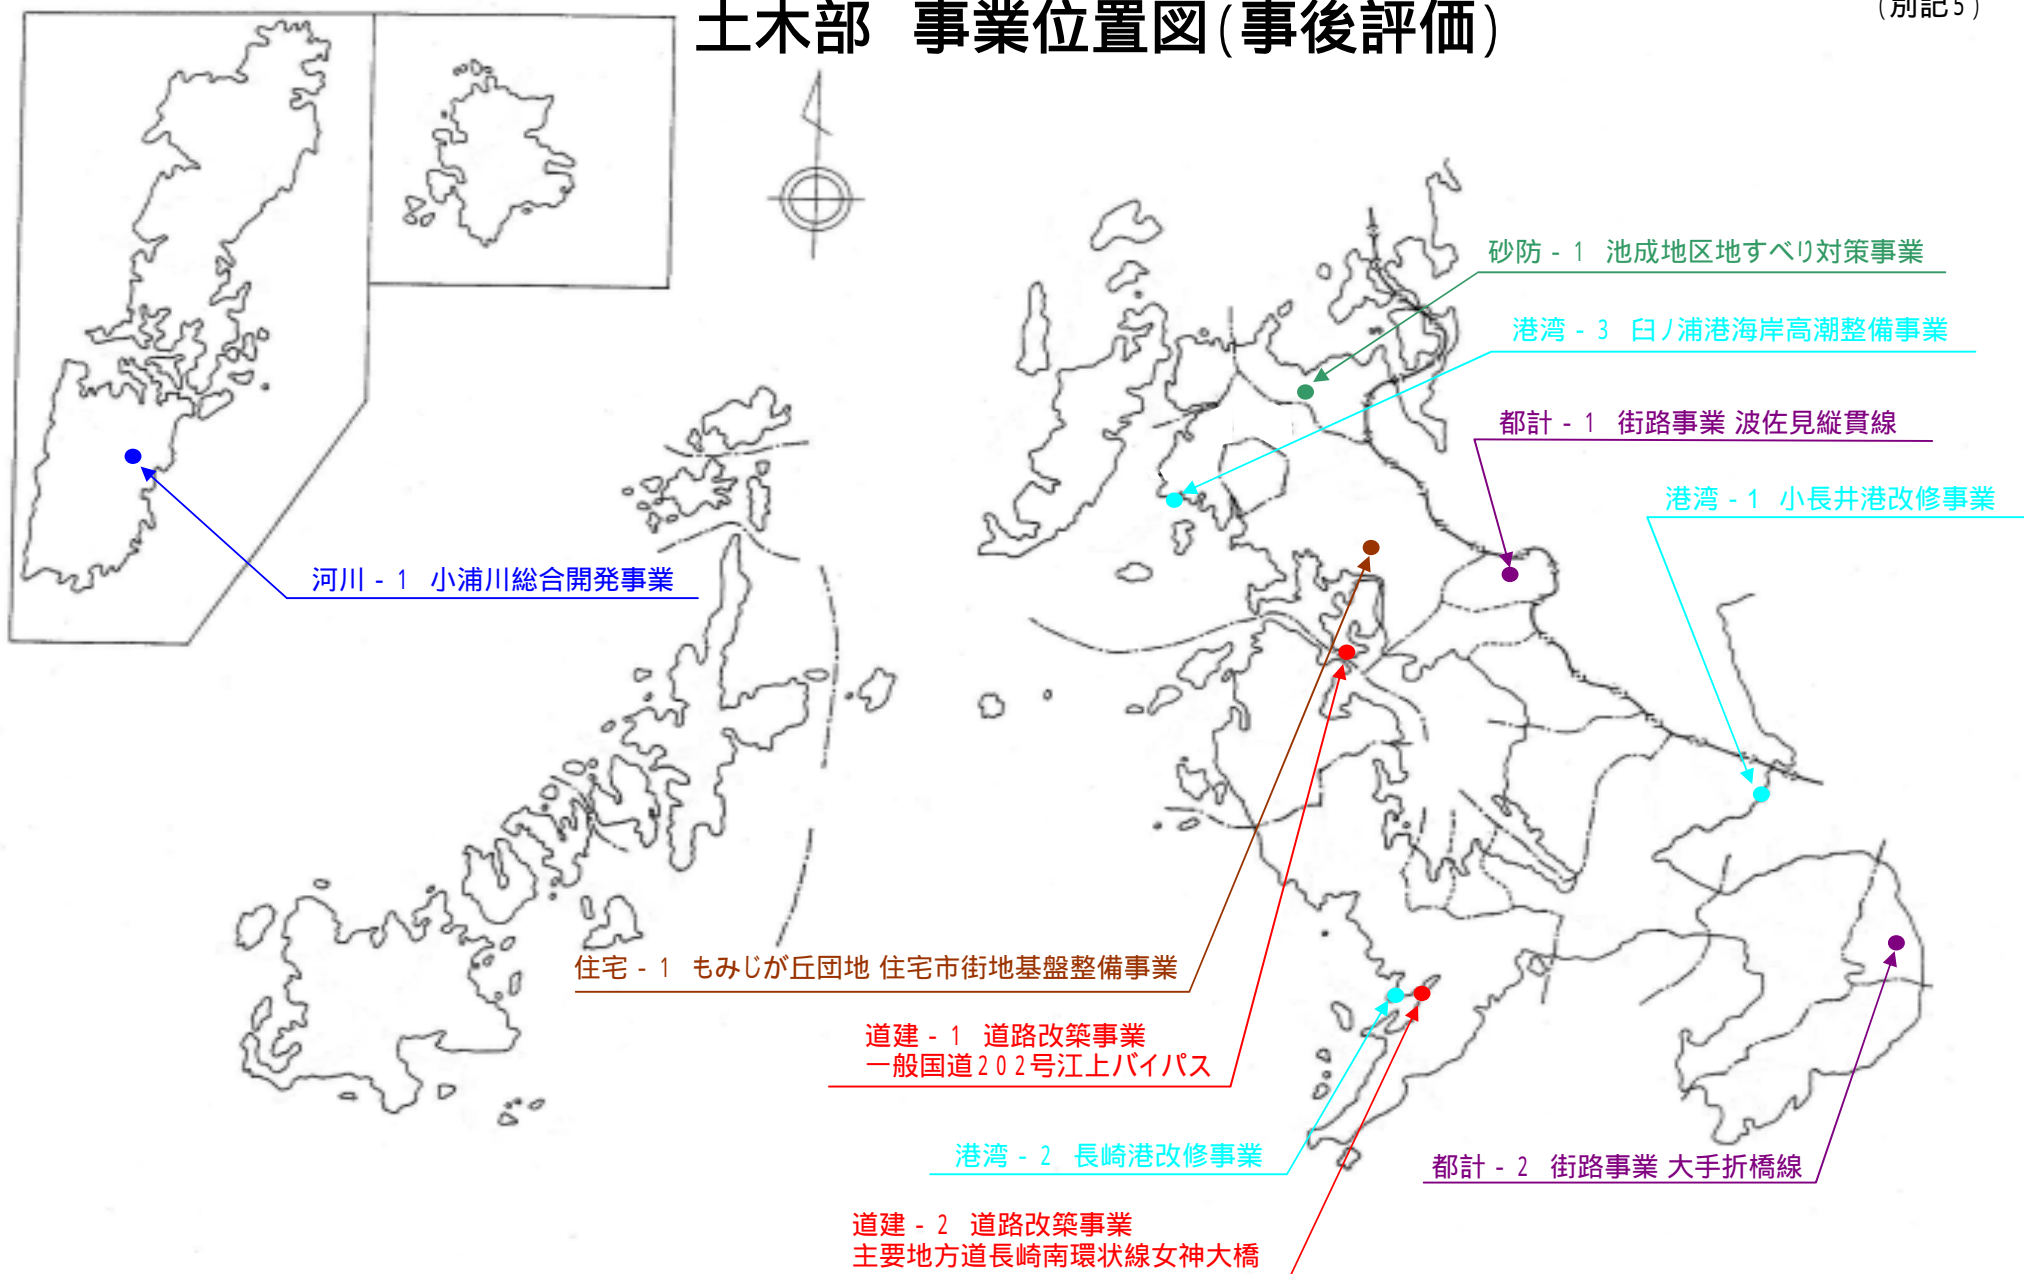 土木部 事業位置図(事後評価)
(別記5)
砂防 - 1 池成地区地すべり対策事業
港湾 - 3 臼ノ浦港海岸高潮整備事業
都計 - 1 街路事業 波佐見縦貫線
港湾 - 1 小長井港改修事業
河川 - 1 小浦川総合開発事業
住宅 - 1 もみじが丘団地 住宅市街地基盤整備事業
道建 - 1 道路改築事業
一般国道202号江上バイパス
港湾 - 2 長崎港改修事業
都計 - 2 街路事業 大手折橋線
道建 - 2 道路改築事業
主要地方道長崎南環状線女神大橋